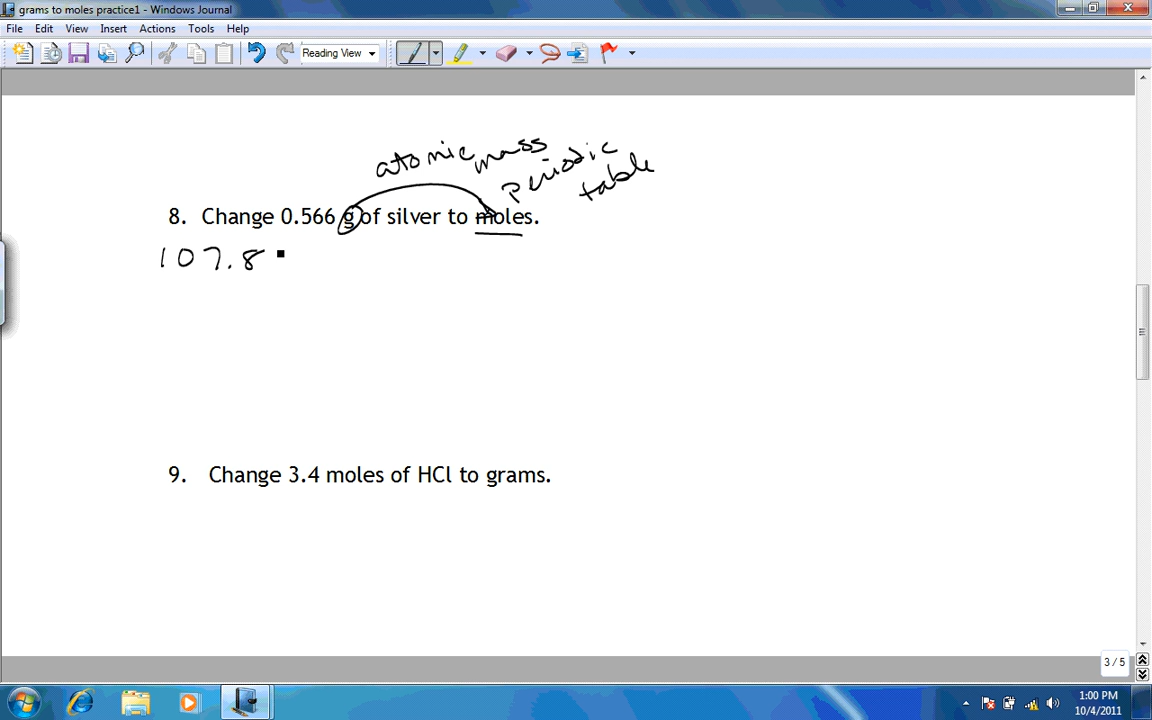 grams to moles practice1 - Windows Journal
File Edit View Insert Actions Tools Help
Reading View
atomic mass
periodic
table
8. Change 0.566 g of silver to moles.
107.8
9. Change 3.4 moles of HCl to grams.
3 / 5
1:00 PM
10/4/2011